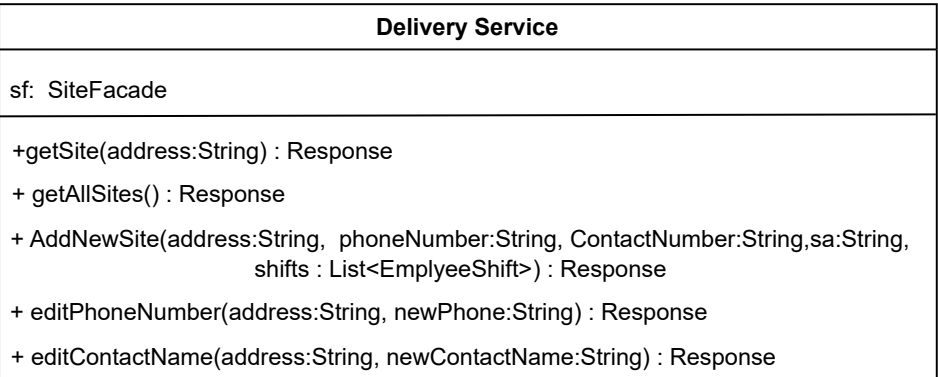 Delivery Service
sf:  SiteFacade
+getSite(address:String) : Response
+ getAllSites() : Response
+ AddNewSite(address:String,  phoneNumber:String, ContactNumber:String,sa:String,
shifts : List<EmplyeeShift>) : Response
+ editPhoneNumber(address:String, newPhone:String) : Response
+ editContactName(address:String, newContactName:String) : Response